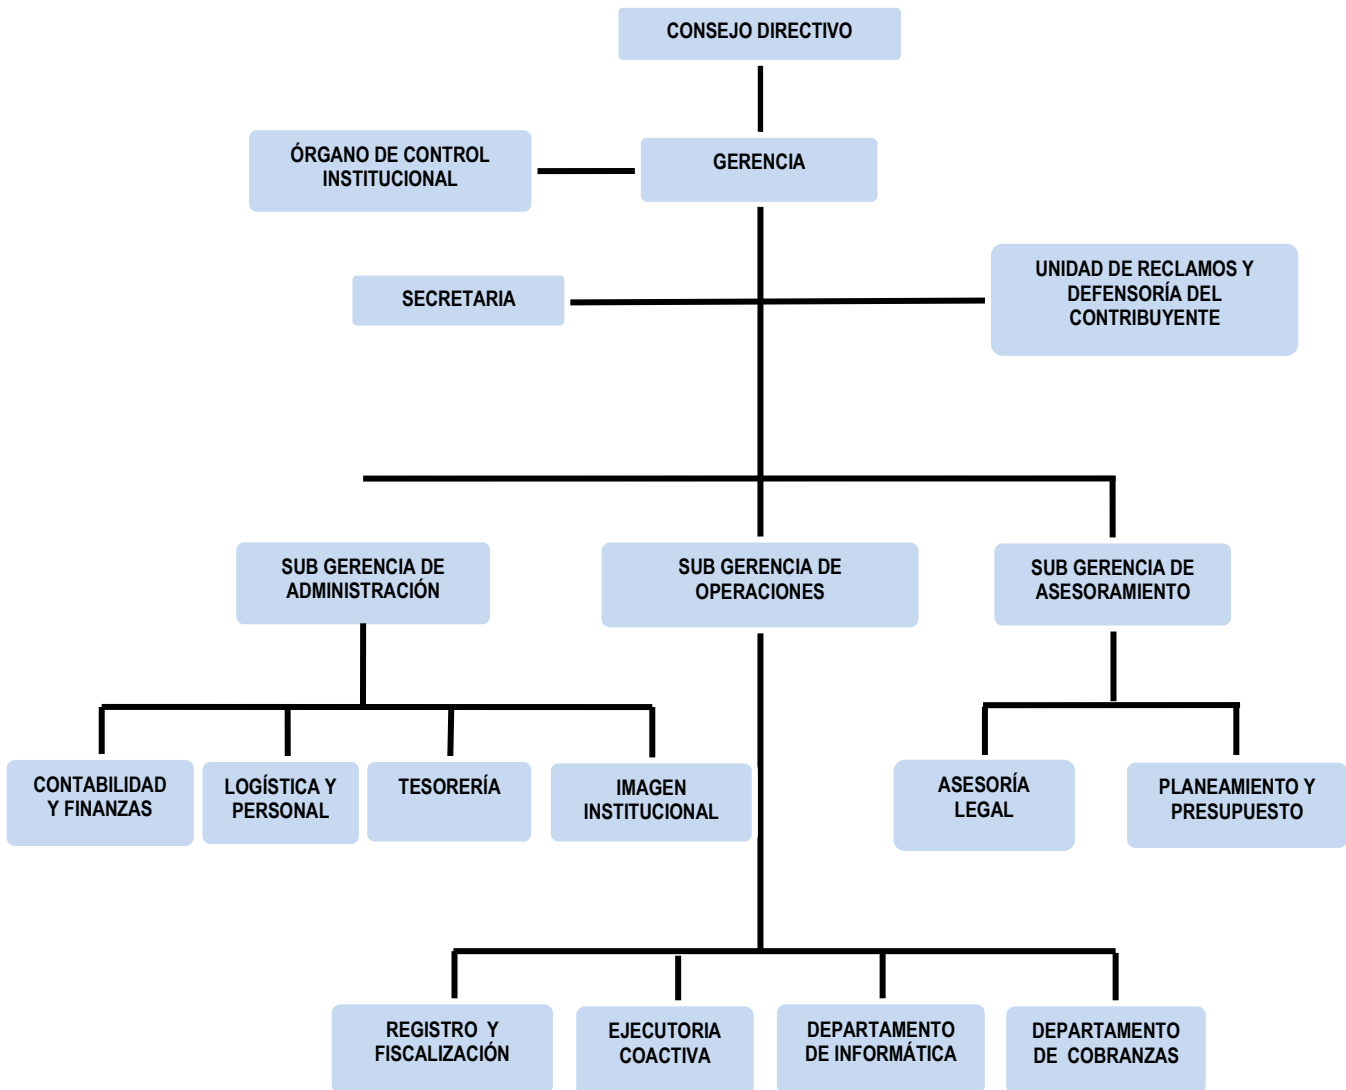 CONSEJO DIRECTIVO
ÓRGANO DE CONTROL
INSTITUCIONAL
GERENCIA
SECRETARIA
UNIDAD DE RECLAMOS Y
DEFENSORÍA DEL
CONTRIBUYENTE
SUB GERENCIA DE
ADMINISTRACIÓN
SUB GERENCIA DE
OPERACIONES
SUB GERENCIA DE
ASESORAMIENTO
CONTABILIDAD
Y FINANZAS
LOGÍSTICA Y
PERSONAL
TESORERÍA
IMAGEN
INSTITUCIONAL
ASESORÍA
LEGAL
PLANEAMIENTO Y
PRESUPUESTO
REGISTRO Y
FISCALIZACIÓN
EJECUTORIA
COACTIVA
DEPARTAMENTO
DE INFORMÁTICA
DEPARTAMENTO
DE COBRANZAS